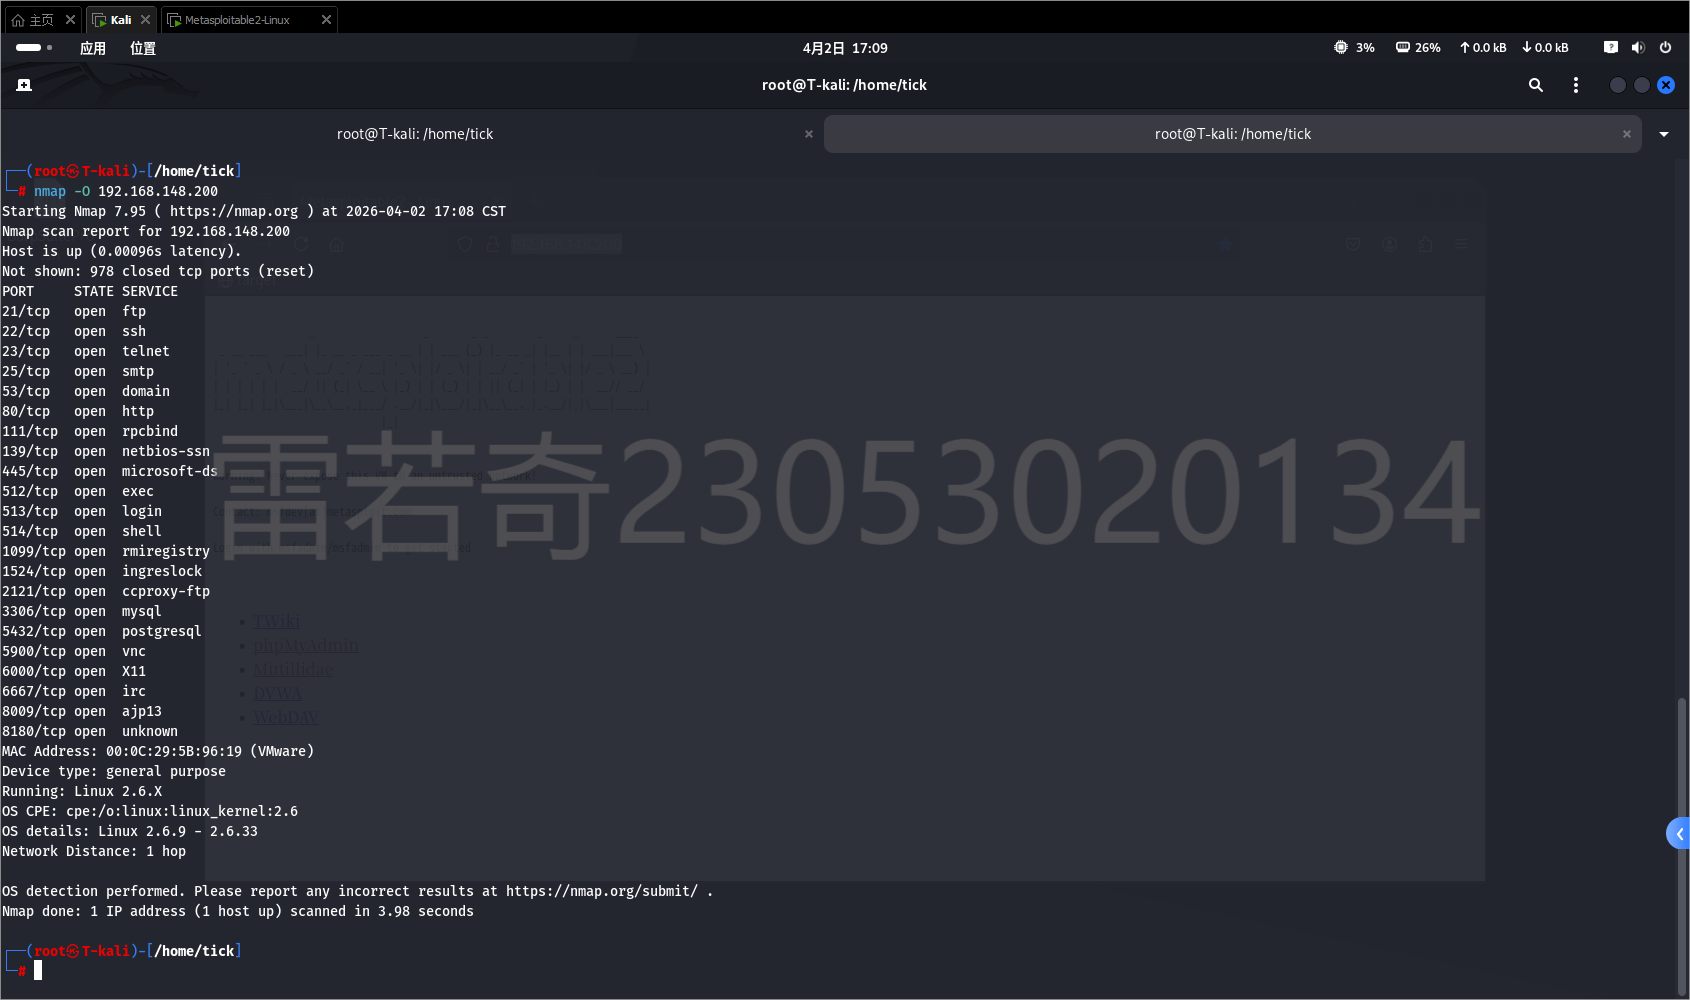 主页
Kali
Metasploitable2-Linux
应用 位置
4月2日 17:09
3% 26% 0.0 kB 0.0 kB
root@T-kali: /home/tick
root@T-kali: /home/tick
root@T-kali: /home/tick
┌──(root㉿T-kali)-[/home/tick]
└─# nmap -O 192.168.148.200
Starting Nmap 7.95 ( https://nmap.org ) at 2026-04-02 17:08 CST
Nmap scan report for 192.168.148.200
Host is up (0.00096s latency).
Not shown: 978 closed tcp ports (reset)
PORT STATE SERVICE
21/tcp open ftp
22/tcp open ssh
23/tcp open telnet
25/tcp open smtp
53/tcp open domain
80/tcp open http
111/tcp open rpcbind
139/tcp open netbios-ssn
445/tcp open microsoft-ds
512/tcp open exec
513/tcp open login
514/tcp open shell
1099/tcp open rmiregistry
1524/tcp open ingreslock
2121/tcp open ccproxy-ftp
3306/tcp open mysql
5432/tcp open postgresql
5900/tcp open vnc
6000/tcp open X11
6667/tcp open irc
8009/tcp open ajp13
8180/tcp open unknown
MAC Address: 00:0C:29:5B:96:19 (VMware)
Device type: general purpose
Running: Linux 2.6.X
OS CPE: cpe:/o:linux:linux_kernel:2.6
OS details: Linux 2.6.9 - 2.6.33
Network Distance: 1 hop
OS detection performed. Please report any incorrect results at https://nmap.org/submit/ .
Nmap done: 1 IP address (1 host up) scanned in 3.98 seconds
┌──(root㉿T-kali)-[/home/tick]
└─#
雷若奇23053020134
TWiki
phpMyAdmin
Mutillidae
DVWA
WebDAV